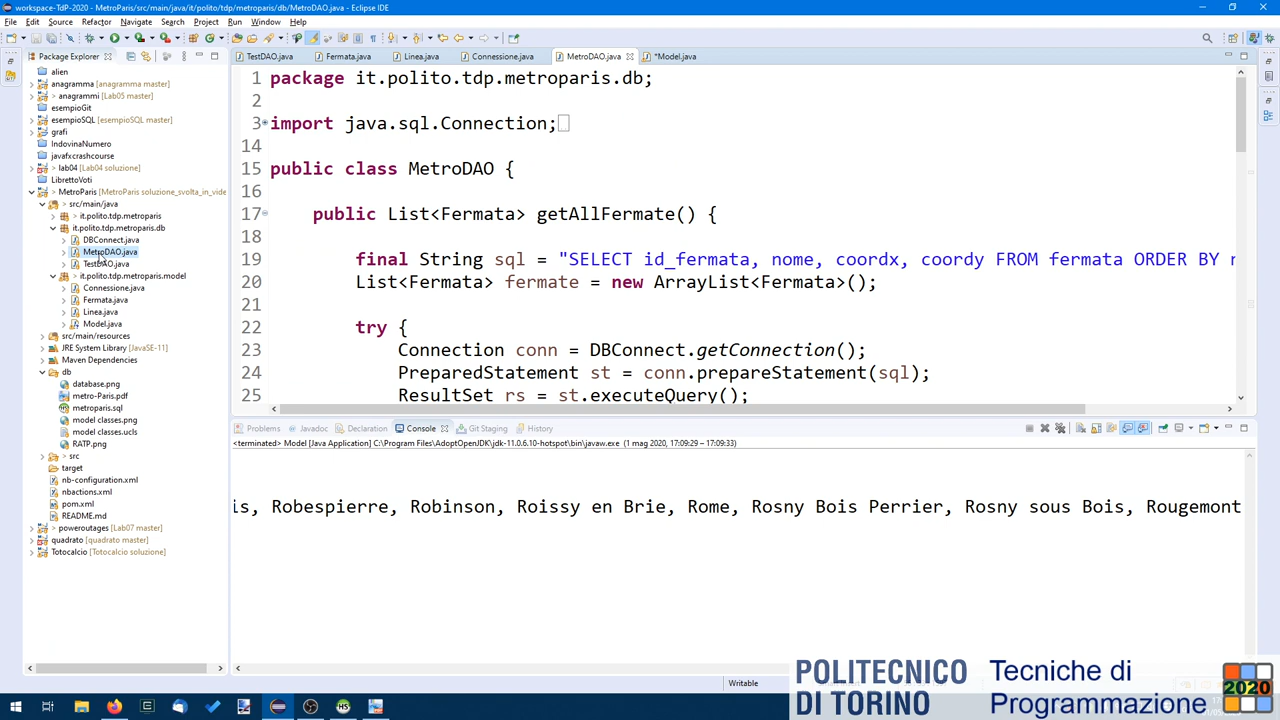 workspace-TdP-2020 - MetroParis/src/main/java/it/polito/tdp/metroparis/db/MetroDAO.java - Eclipse IDE
File Edit Source Refactor Navigate Search Project Run Window Help
Package Explorer
alien
anagramma [anagramma master]
> anagrammi [Lab05 master]
esempioGit
esempioSQL [esempioSQL master]
grafi
IndovinaNumero
javafxcrashcourse
> lab04 [Lab04 soluzione]
LibrettoVoti
> MetroParis [MetroParis soluzione_svolta_in_vide
> src/main/java
> it.polito.tdp.metroparis
it.polito.tdp.metroparis.db
DBConnect.java
MetroDAO.java
TestDAO.java
> it.polito.tdp.metroparis.model
Connessione.java
Fermata.java
Linea.java
Model.java
src/main/resources
JRE System Library [JavaSE-11]
Maven Dependencies
db
database.png
metro-Paris.pdf
metroparis.sql
model classes.png
model classes.ucls
RATP.png
> src
target
nb-configuration.xml
nbactions.xml
pom.xml
README.md
> poweroutages [Lab07 master]
quadrato [quadrato master]
Totocalcio [Totocalcio soluzione]
TestDAO.java Fermata.java Linea.java Connessione.java MetroDAO.java *Model.java
1 package it.polito.tdp.metroparis.db;
2
3 import java.sql.Connection;
14
15 public class MetroDAO {
16
17 public List<Fermata> getAllFermate() {
18
19 final String sql = "SELECT id_fermata, nome, coordx, coordy FROM fermata ORDER BY
20 List<Fermata> fermate = new ArrayList<Fermata>();
21
22 try {
23 Connection conn = DBConnect.getConnection();
24 PreparedStatement st = conn.prepareStatement(sql);
25 ResultSet rs = st.executeQuery();
Problems Javadoc Declaration Console Git Staging History
<terminated> Model [Java Application] C:\Program Files\AdoptOpenJDK\jdk-11.0.6.10-hotspot\bin\javaw.exe (1 mag 2020, 17:09:29 – 17:09:33)
is, Robespierre, Robinson, Roissy en Brie, Rome, Rosny Bois Perrier, Rosny sous Bois, Rougemont
Writable
POLITECNICO
DI TORINO
Tecniche di
Programmazione
2020